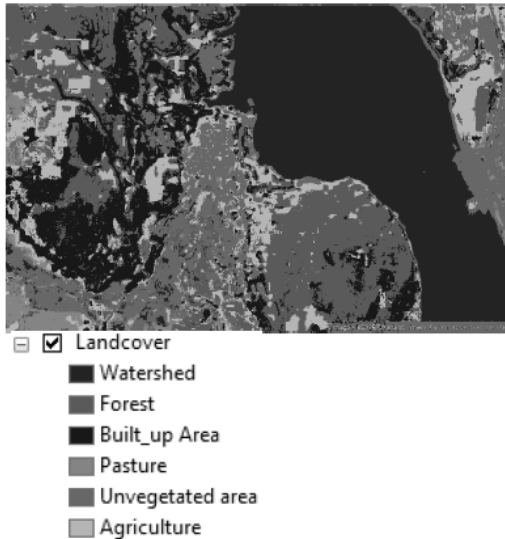 Landcover
Watershed
Forest
Built_up Area
Pasture
Unvegetated area
Agriculture